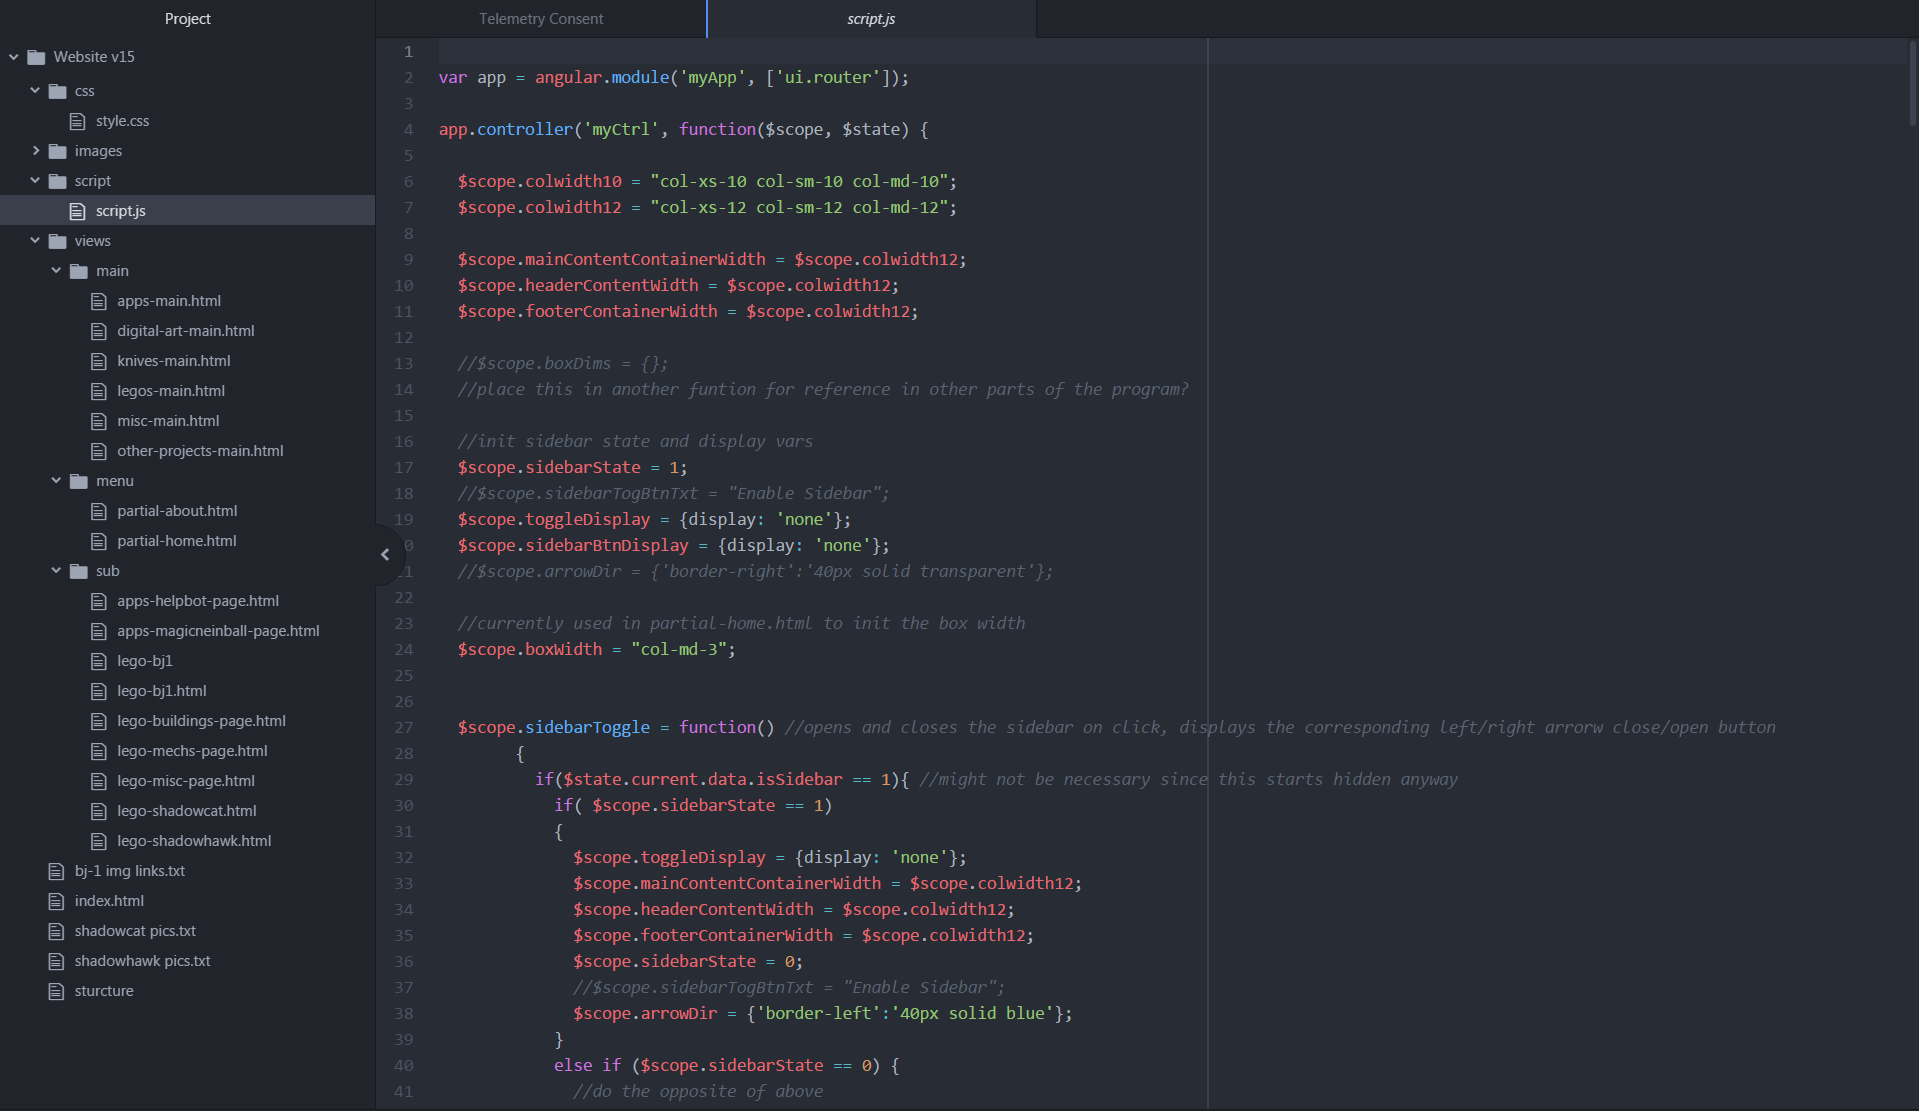 Project
Website v15
css
style.css
images
script
script.js
views
main
apps-main.html
digital-art-main.html
knives-main.html
legos-main.html
misc-main.html
other-projects-main.html
menu
partial-about.html
partial-home.html
sub
apps-helpbot-page.html
apps-magicneinball-page.html
lego-bj1
lego-bj1.html
lego-buildings-page.html
lego-mechs-page.html
lego-misc-page.html
lego-shadowcat.html
lego-shadowhawk.html
bj-1 img links.txt
index.html
shadowcat pics.txt
shadowhawk pics.txt
sturcture
Telemetry Consent
script.js
1
2 var app = angular.module('myApp', ['ui.router']);
3
4 app.controller('myCtrl', function($scope, $state) {
5
6 $scope.colwidth10 = "col-xs-10 col-sm-10 col-md-10";
7 $scope.colwidth12 = "col-xs-12 col-sm-12 col-md-12";
8
9 $scope.mainContentContainerWidth = $scope.colwidth12;
10 $scope.headerContentWidth = $scope.colwidth12;
11 $scope.footerContainerWidth = $scope.colwidth12;
12
13 //$scope.boxDims = {};
14 //place this in another funtion for reference in other parts of the program?
15
16 //init sidebar state and display vars
17 $scope.sidebarState = 1;
18 //$scope.sidebarTogBtnTxt = "Enable Sidebar";
19 $scope.toggleDisplay = {display: 'none'};
0 $scope.sidebarBtnDisplay = {display: 'none'};
1 //$scope.arrowDir = {'border-right':'40px solid transparent'};
22
23 //currently used in partial-home.html to init the box width
24 $scope.boxWidth = "col-md-3";
25
26
27 $scope.sidebarToggle = function() //opens and closes the sidebar on click, displays the corresponding left/right arrorw close/open button
28 {
29 if($state.current.data.isSidebar == 1){ //might not be necessary since this starts hidden anyway
30 if( $scope.sidebarState == 1)
31 {
32 $scope.toggleDisplay = {display: 'none'};
33 $scope.mainContentContainerWidth = $scope.colwidth12;
34 $scope.headerContentWidth = $scope.colwidth12;
35 $scope.footerContainerWidth = $scope.colwidth12;
36 $scope.sidebarState = 0;
37 //$scope.sidebarTogBtnTxt = "Enable Sidebar";
38 $scope.arrowDir = {'border-left':'40px solid blue'};
39 }
40 else if ($scope.sidebarState == 0) {
41 //do the opposite of above